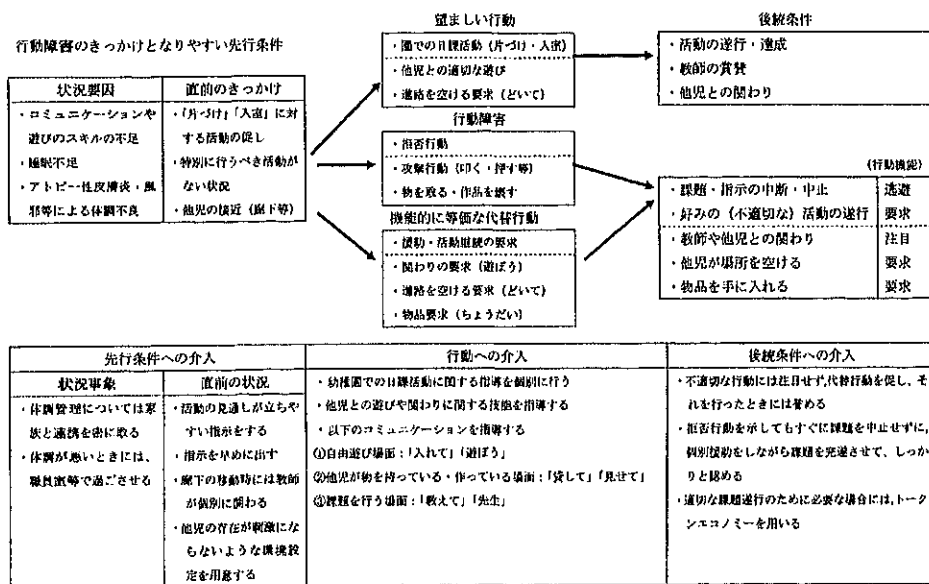 行動障害のきっかけとなりやすい先行条件
状況要因
・コミュニケーションや
遊びのスキルの不足
・睡眠不足
・アトピー性皮膚炎・風
邪等による体調不良
直前のきっかけ
・「片づけ」「入室」に対
する活動の促し
・特別に行うべき活動が
ない状況
・他児の接近（廊下等）
望ましい行動
・園での日課活動（片づけ・入室）
・他児との適切な遊び
・進路を空ける要求（どいて）
行動障害
・拒否行動
・攻撃行動（叩く・押す等）
・物を取る・作品を壊す
機能的に等価な代替行動
・援助・活動継続の要求
・関わりの要求（遊ぼう）
・進路を空ける要求（どいて）
・物品要求（ちょうだい）
後続条件
・活動の遂行・達成
・教師の賞賛
・他児との関わり
（行動機能）
・課題・指示の中断・中止 逃避
・好みの（不適切な）活動の遂行 要求
・教師や他児との関わり 注目
・他児が場所を空ける 要求
・物品を手に入れる 要求
先行条件への介入
状況事象
・体調管理については家
族と連携を密に取る
・体調が悪いときには、
職員室等で過ごさせる
直前の状況
・活動の見通しが立ちや
すい指示をする
・指示を早めに出す
・廊下の移動時には教師
が個別に関わる
・他児の存在が刺激にな
らないような環境設
定を用意する
行動への介入
・幼稚園での日課活動に関する指導を個別に行う
・他児との遊びや関わりに関する技能を指導する
・以下のコミュニケーションを指導する
①自由遊び場面：「入れて」「遊ぼう」
②他児が物を持っている・作っている場面：「貸して」「見せて」
③課題を行う場面：「教えて」「先生」
後続条件への介入
・不適切な行動には注目せず，代替行動を促し、そ
れを行ったときには誉める
・拒否行動を示してもすぐに課題を中止せずに，
個別援助をしながら課題を完遂させて、しっか
りと認める
・適切な課題遂行のために必要な場合には，トーク
ンエコノミーを用いる